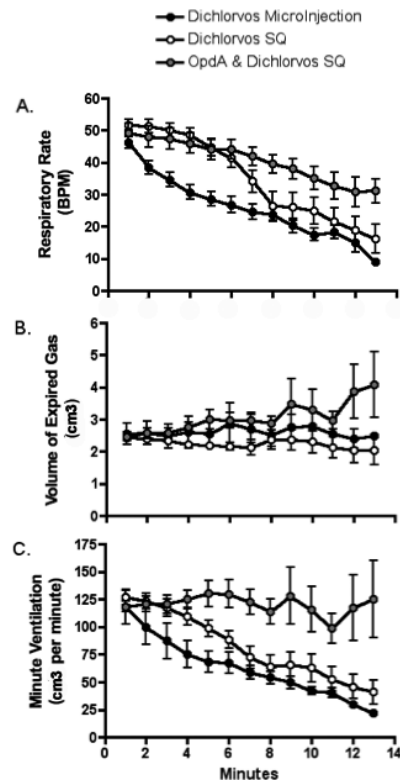 Dichlorvos MicroInjection
Dichlorvos SQ
OpdA & Dichlorvos SQ
A.
Respiratory Rate
(BPM)
60
50
40
30
20
10
0
B.
Volume of Expired Gas
(cm3)
6
5
4
3
2
1
0
C.
Minute Ventilation
(cm3 per minute)
175
150
125
100
75
50
25
0
0 2 4 6 8 10 12 14
Minutes